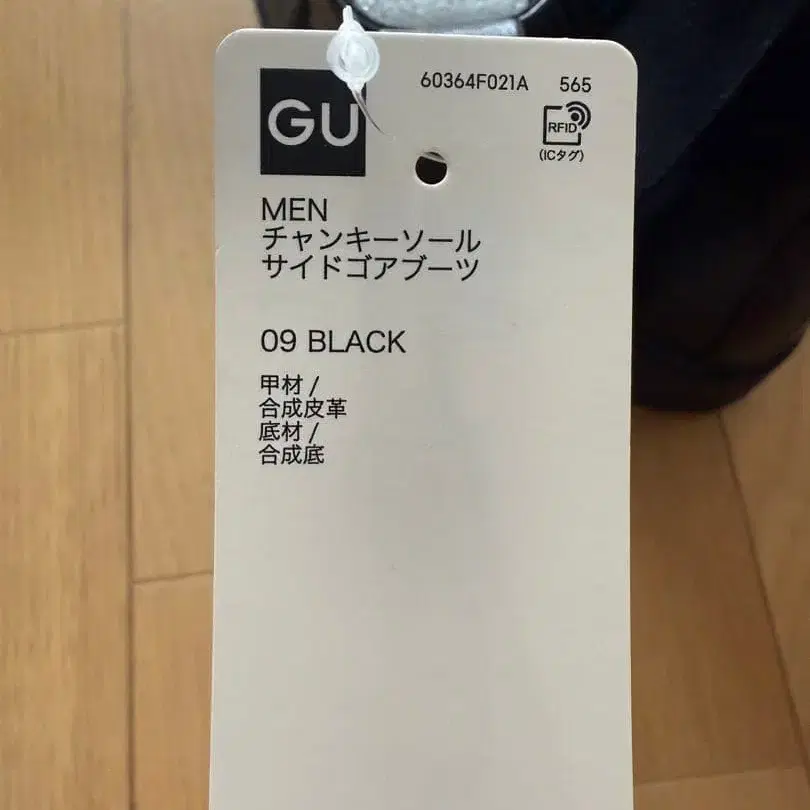 60364F021A 565
GU
RFID
(ICタグ)
MEN
チャンキーソール
サイドゴアブーツ
09 BLACK
甲材 /
合成皮革
底材 /
合成底